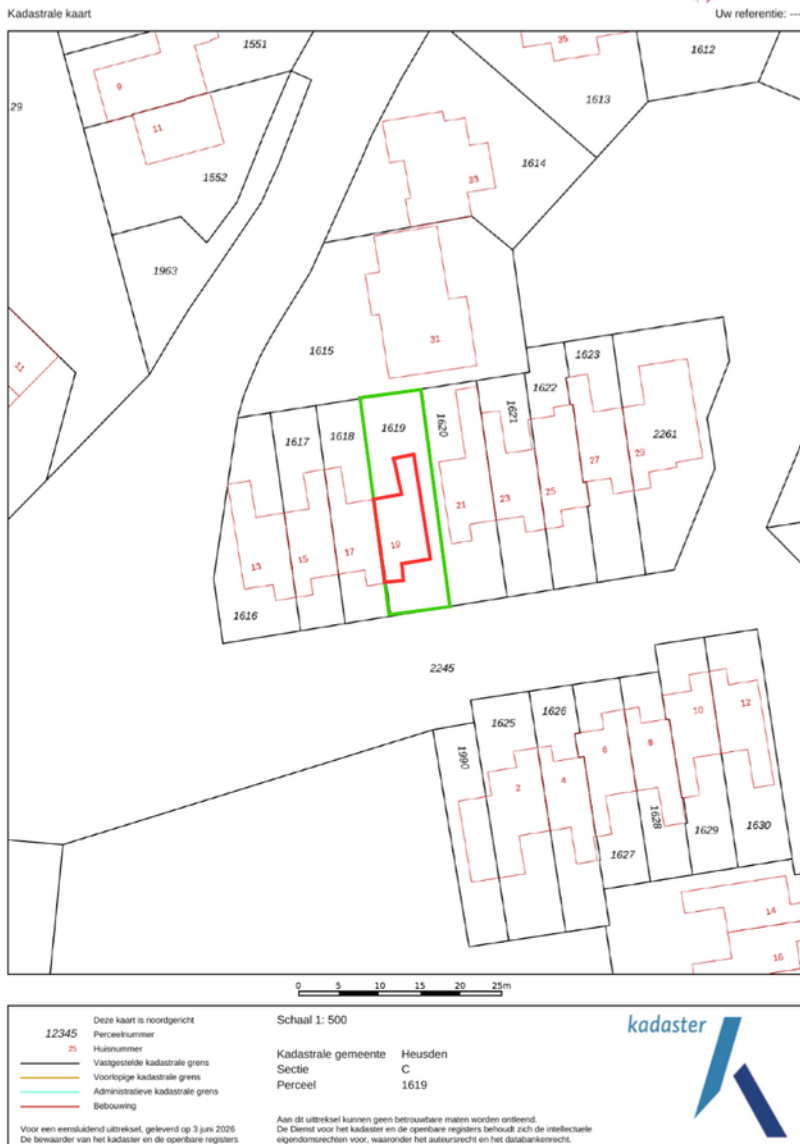 Kadastrale kaart
Uw referentie: ---
1551
1612
35
9
1613
29
11
1614
1552
33
1963
31
1615
11
1623
1622
1621
1620
1619
1618
1617
2261
27
29
25
23
21
19
17
15
13
1616
2245
10
12
1626
1625
1990
6
8
4
2
1628
1629
1630
1627
14
16
0 5 10 15 20 25m
Deze kaart is noordgericht
12345 Perceelnummer
25 Huisnummer
Vastgestelde kadastrale grens
Voorlopige kadastrale grens
Administratieve kadastrale grens
Bebouwing
Voor een eensluidend uittreksel, geleverd op 3 juni 2026
De bewaarder van het kadaster en de openbare registers
Schaal 1: 500
Kadastrale gemeente Heusden
Sectie C
Perceel 1619
Aan dit uittreksel kunnen geen betrouwbare maten worden ontleend.
De Dienst voor het kadaster en de openbare registers behoudt zich de intellectuele
eigendomsrechten voor, waaronder het auteursrecht en het databankenrecht.
kadaster